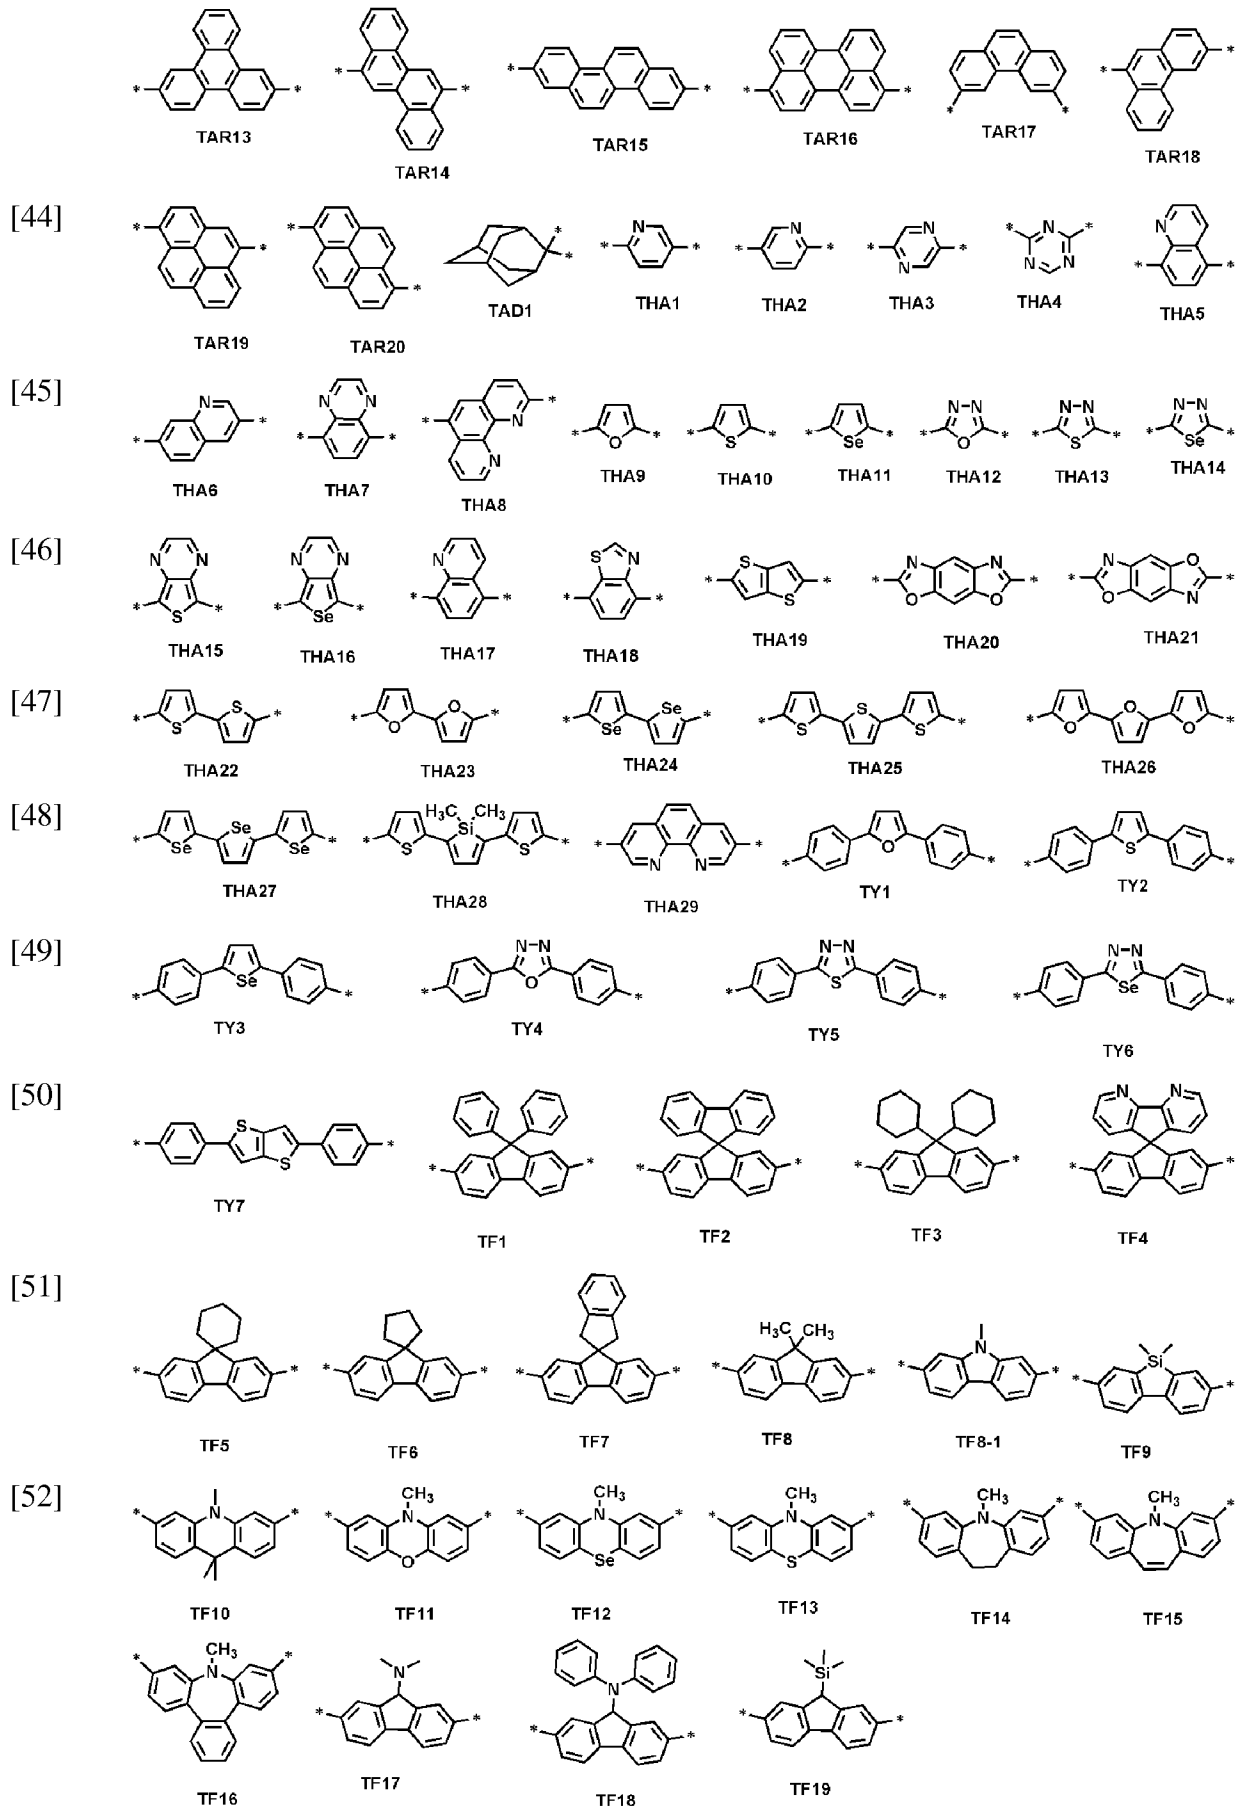 TAR13 TAR14 TAR15 TAR16 TAR17 TAR18
[44]
TAR19 TAR20 TAD1 THA1 THA2 THA3 THA4 THA5
[45]
THA6 THA7 THA8 THA9 THA10 THA11 THA12 THA13 THA14
[46]
THA15 THA16 THA17 THA18 THA19 THA20 THA21
[47]
THA22 THA23 THA24 THA25 THA26
[48]
H₃C CH₃
THA27 THA28 THA29 TY1 TY2
[49]
TY3 TY4 TY5 TY6
[50]
TY7 TF1 TF2 TF3 TF4
[51]
H₃C CH₃
TF5 TF6 TF7 TF8 TF8-1 TF9
[52]
CH₃ CH₃ CH₃ CH₃ CH₃
TF10 TF11 TF12 TF13 TF14 TF15
CH₃
TF16 TF17 TF18 TF19